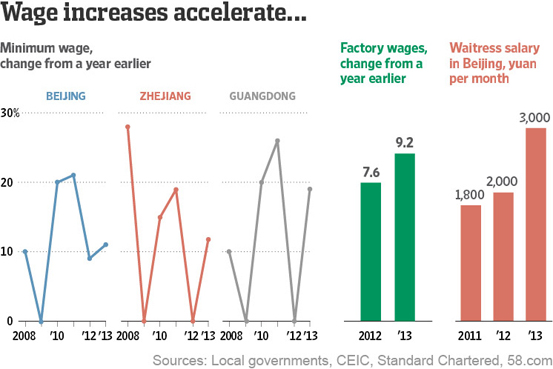 Wage increases accelerate...
Minimum wage,
change from a year earlier
BEIJING
ZHEJIANG
GUANGDONG
30%
20
10
0
2008 '10 '12 '13
2008 '10 '12 '13
2008 '10 '12 '13
Factory wages,
change from a
year earlier
7.6
9.2
2012 '13
Waitress salary
in Beijing, yuan
per month
1,800
2,000
3,000
2011 '12 '13
Sources: Local governments, CEIC, Standard Chartered, 58.com